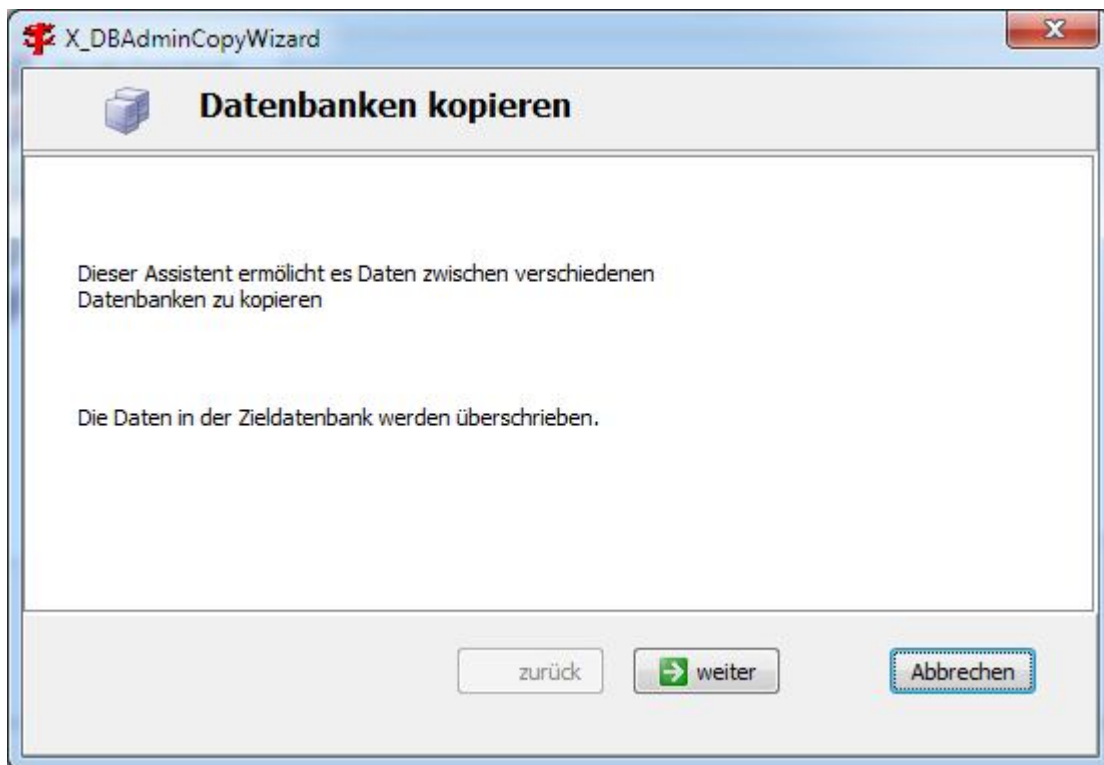 X_DBAdminCopyWizard
Datenbanken kopieren
Dieser Assistent ermölicht es Daten zwischen verschiedenen
Datenbanken zu kopieren
Die Daten in der Zieldatenbank werden überschrieben.
zurück
weiter
Abbrechen